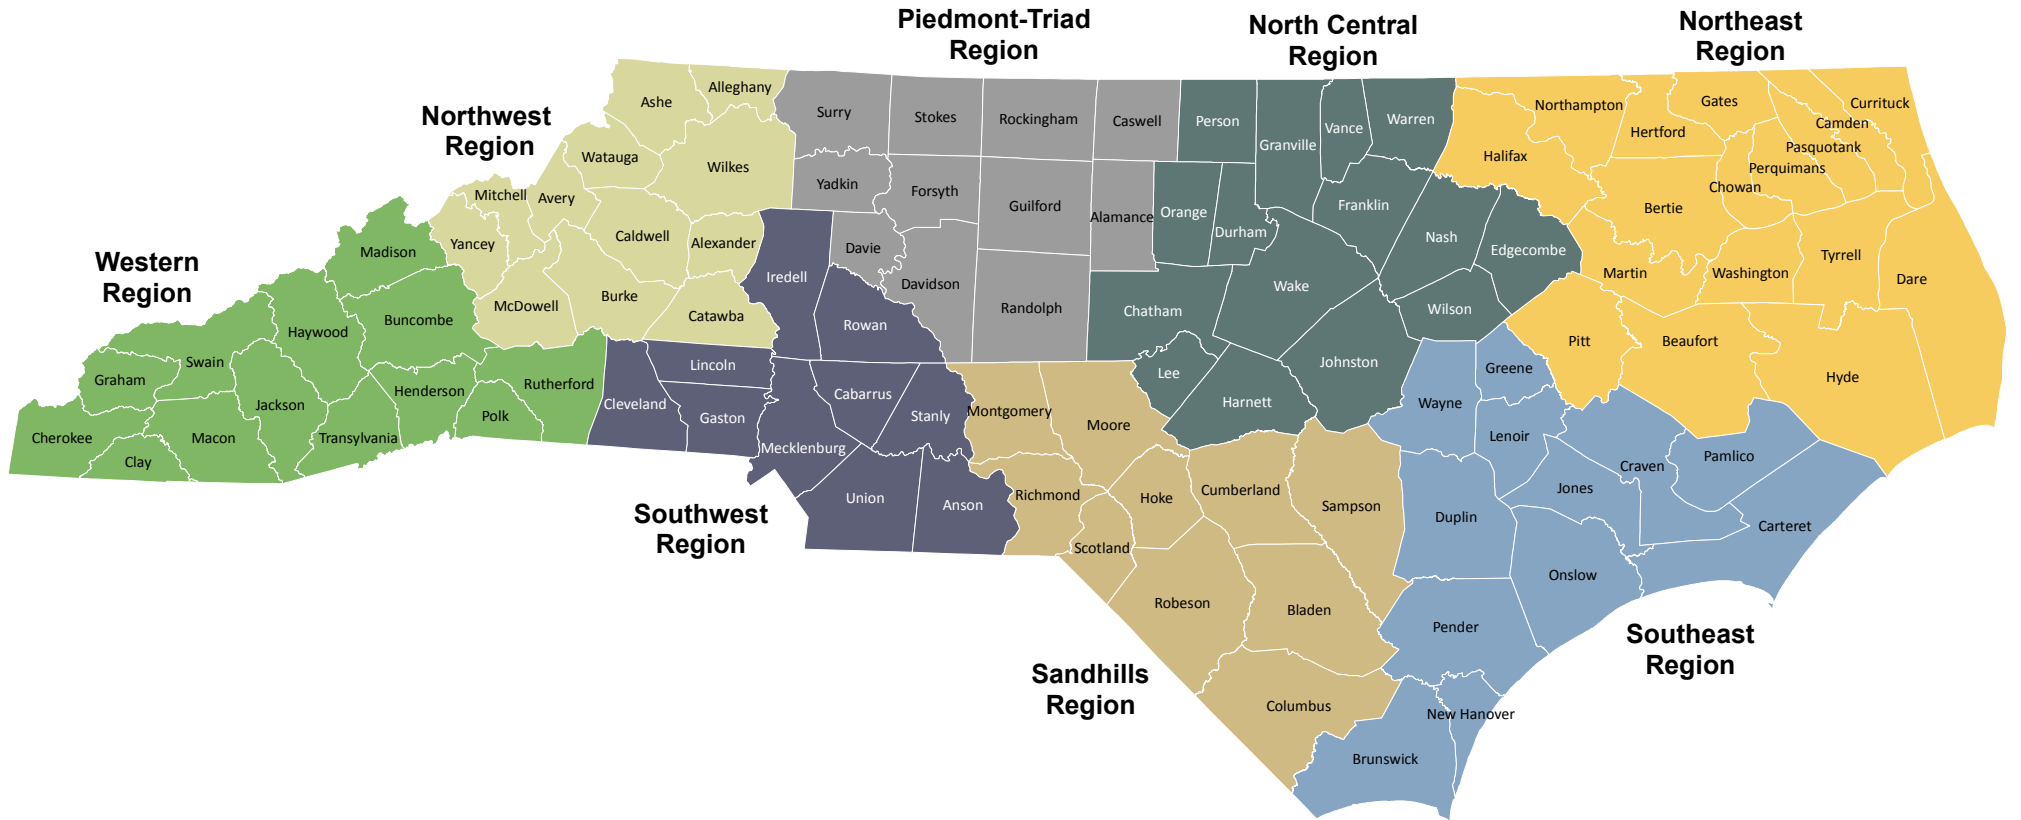 Piedmont-Triad
Region
North Central
Region
Northeast
Region
Northwest
Region
Western
Region
Southwest
Region
Sandhills
Region
Southeast
Region
Madison
Buncombe
Haywood
Swain
Graham
Jackson
Henderson
Rutherford
Polk
Transylvania
Macon
Cherokee
Clay
Ashe
Alleghany
Watauga
Wilkes
Mitchell
Avery
Yancey
Caldwell
Alexander
McDowell
Burke
Catawba
Surry
Stokes
Rockingham
Caswell
Yadkin
Forsyth
Guilford
Alamance
Davie
Davidson
Randolph
Person
Granville
Vance
Warren
Orange
Durham
Franklin
Nash
Edgecombe
Wake
Chatham
Wilson
Johnston
Lee
Harnett
Northampton
Gates
Currituck
Camden
Hertford
Pasquotank
Halifax
Perquimans
Chowan
Bertie
Martin
Washington
Tyrrell
Dare
Pitt
Beaufort
Hyde
Iredell
Rowan
Lincoln
Cleveland
Gaston
Cabarrus
Stanly
Mecklenburg
Union
Anson
Montgomery
Moore
Richmond
Hoke
Cumberland
Sampson
Scotland
Robeson
Bladen
Columbus
Greene
Wayne
Lenoir
Craven
Pamlico
Jones
Duplin
Carteret
Onslow
Pender
New Hanover
Brunswick